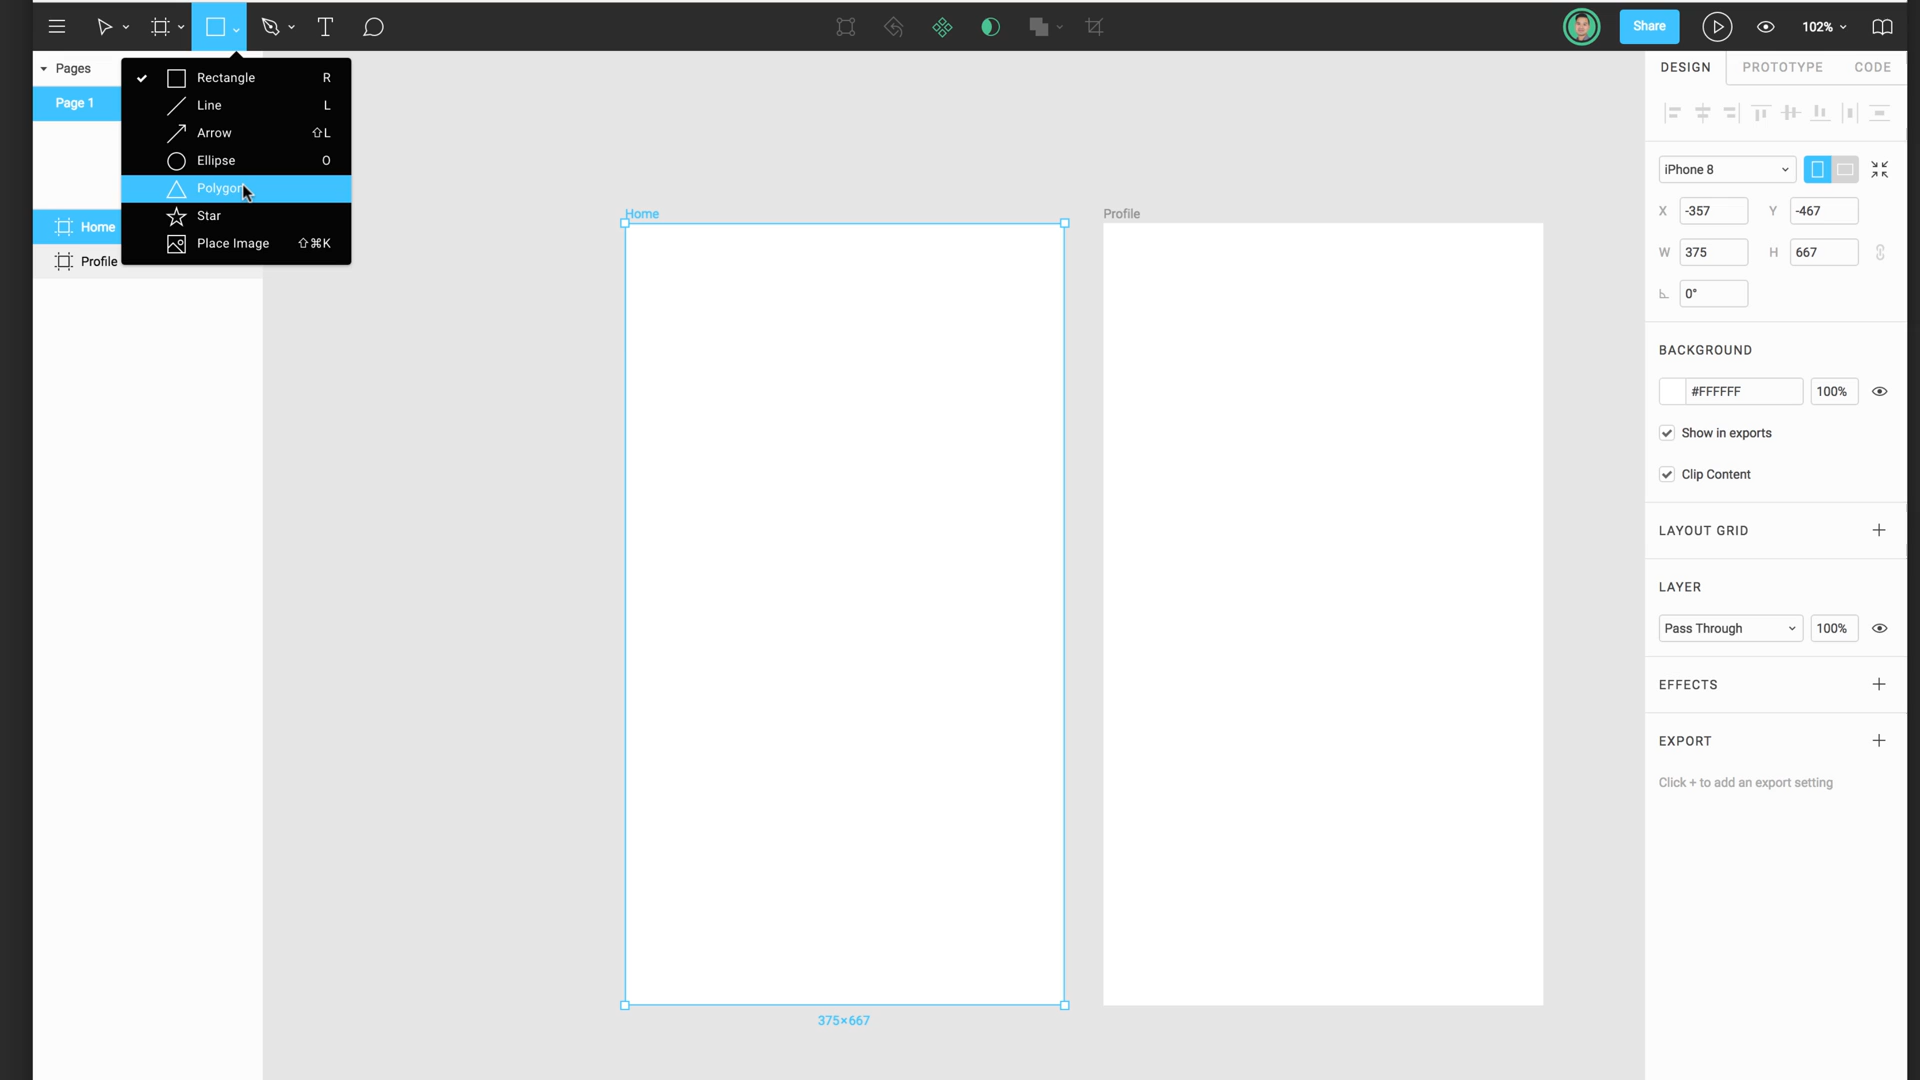 Share
102%
Pages
Page 1
Home
Profile
Rectangle R
Line L
Arrow ⇧L
Ellipse O
Polygon
Star
Place Image ⇧⌘K
Home
Profile
375×667
DESIGN PROTOTYPE CODE
iPhone 8
X -357 Y -467
W 375 H 667
0°
BACKGROUND
#FFFFFF 100%
Show in exports
Clip Content
LAYOUT GRID
LAYER
Pass Through 100%
EFFECTS
EXPORT
Click + to add an export setting